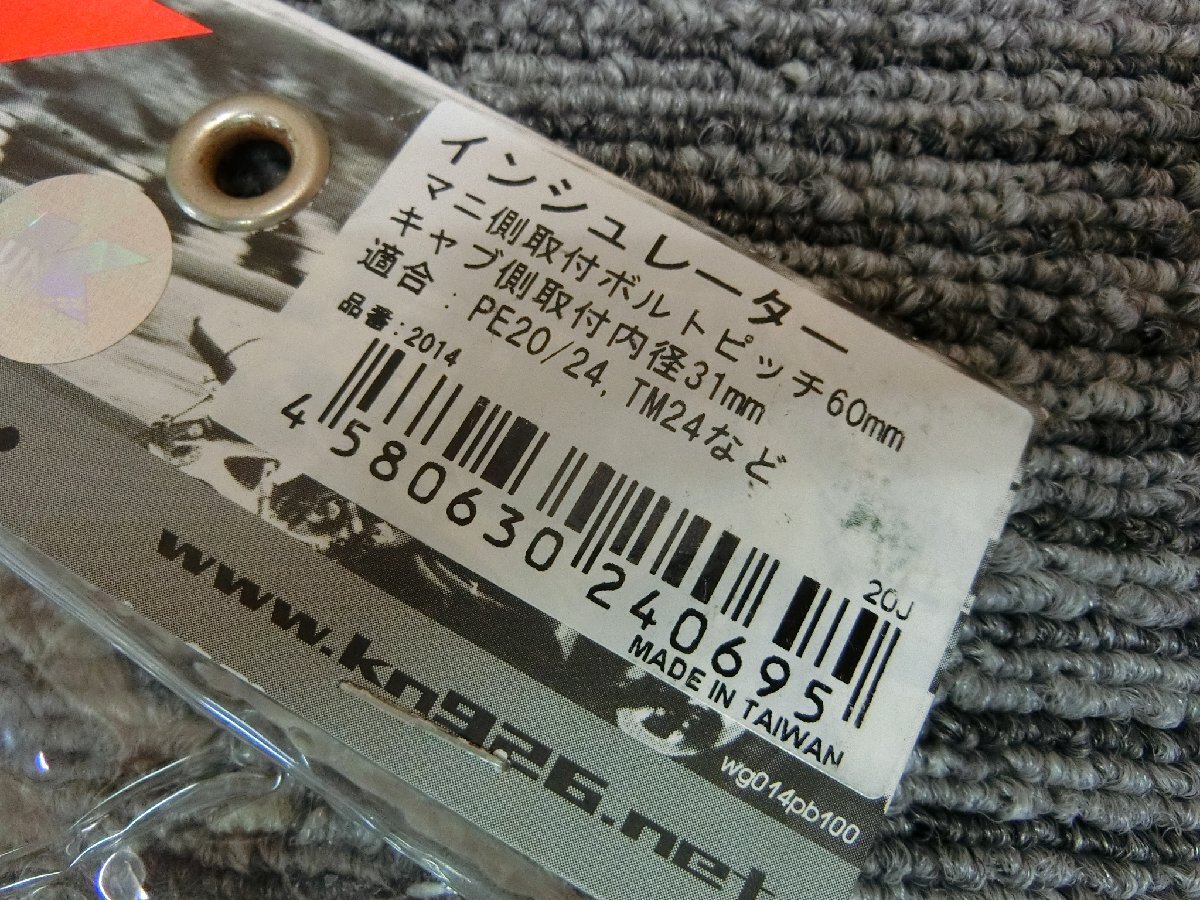 インシュレーター
マニ側取付ボルトピッチ60mm
キャブ側取付内径31mm
適合：PE20/24,TM24など
品番：2014
20J
4 580630 240695
MADE IN TAIWAN
wg014pb100
www.kn926.net